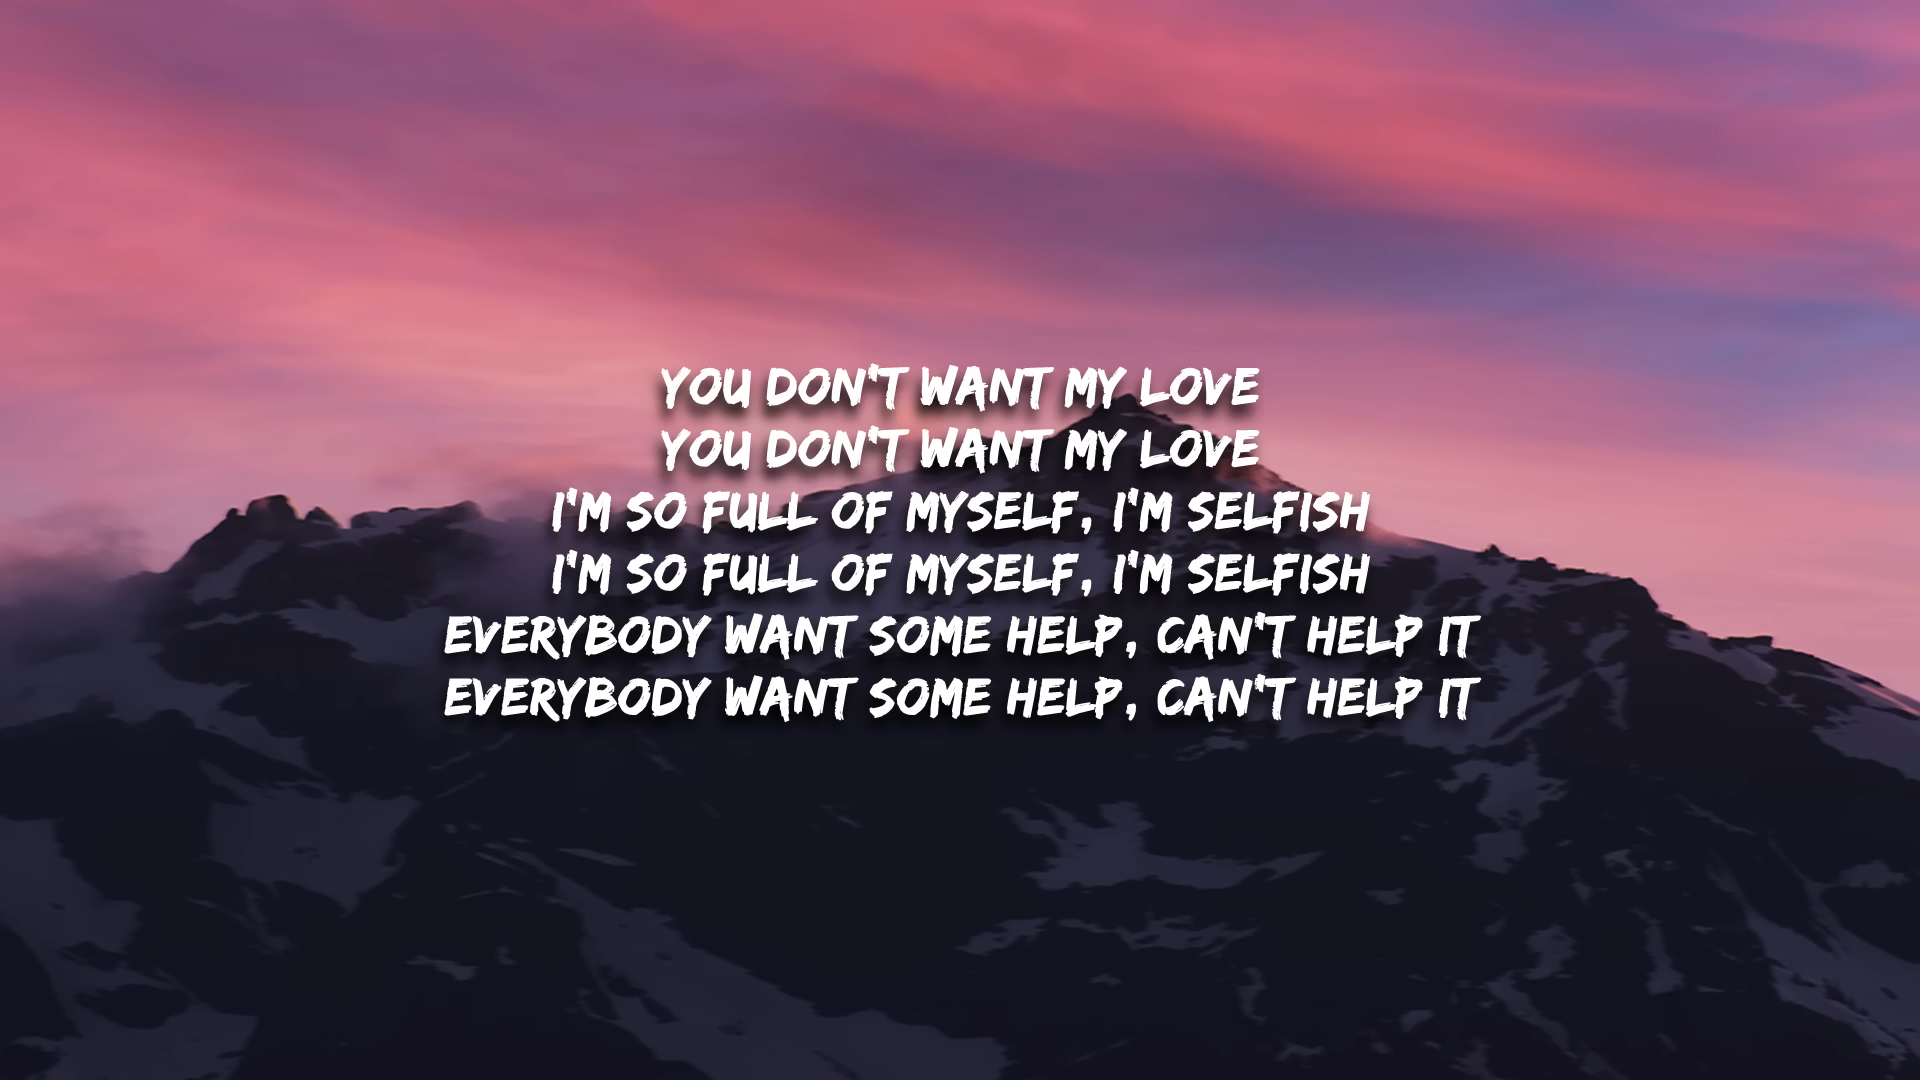 YOU DON'T WANT MY LOVE
YOU DON'T WANT MY LOVE
I'M SO FULL OF MYSELF, I'M SELFISH
I'M SO FULL OF MYSELF, I'M SELFISH
EVERYBODY WANT SOME HELP, CAN'T HELP IT
EVERYBODY WANT SOME HELP, CAN'T HELP IT